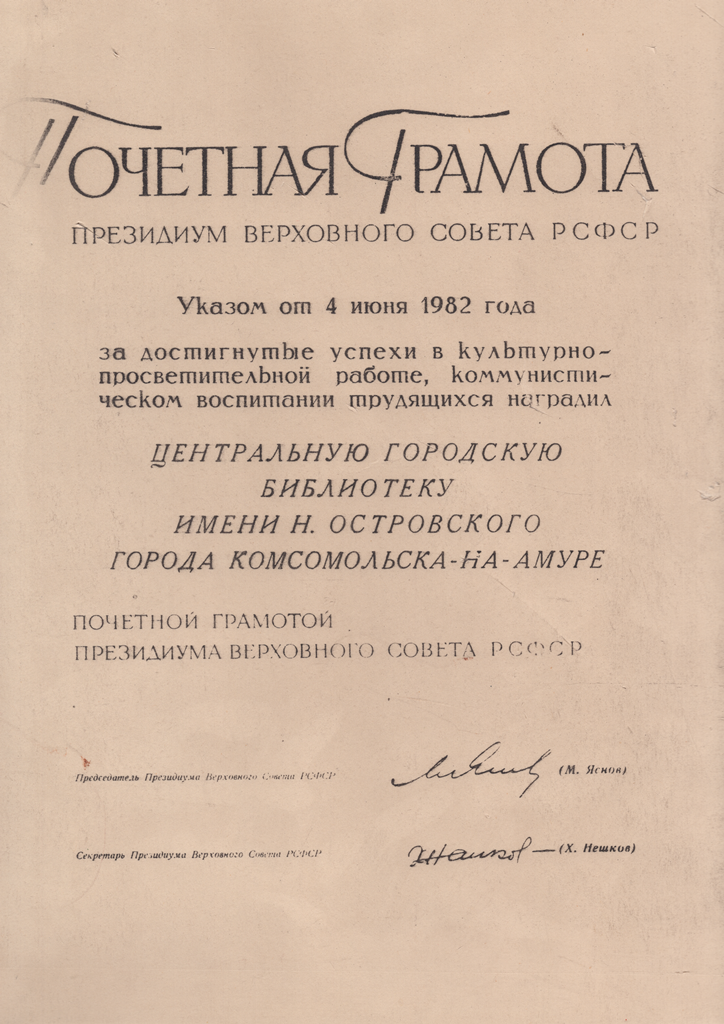 ПОЧЕТНАЯ ГРАМОТА
ПРЕЗИДИУМ ВЕРХОВНОГО СОВЕТА РСФСР
Указом от 4 июня 1982 года
за достигнутые успехи в культурно-
просветительной работе, коммунисти-
ческом воспитании трудящихся наградил
ЦЕНТРАЛЬНУЮ ГОРОДСКУЮ
БИБЛИОТЕКУ
ИМЕНИ Н. ОСТРОВСКОГО
ГОРОДА КОМСОМОЛЬСКА-НА-АМУРЕ
ПОЧЕТНОЙ ГРАМОТОЙ
ПРЕЗИДИУМА ВЕРХОВНОГО СОВЕТА РСФСР
Председатель Президиума Верховного Совета РСФСР (М. Яснов)
Секретарь Президиума Верховного Совета РСФСР (Х. Нешков)